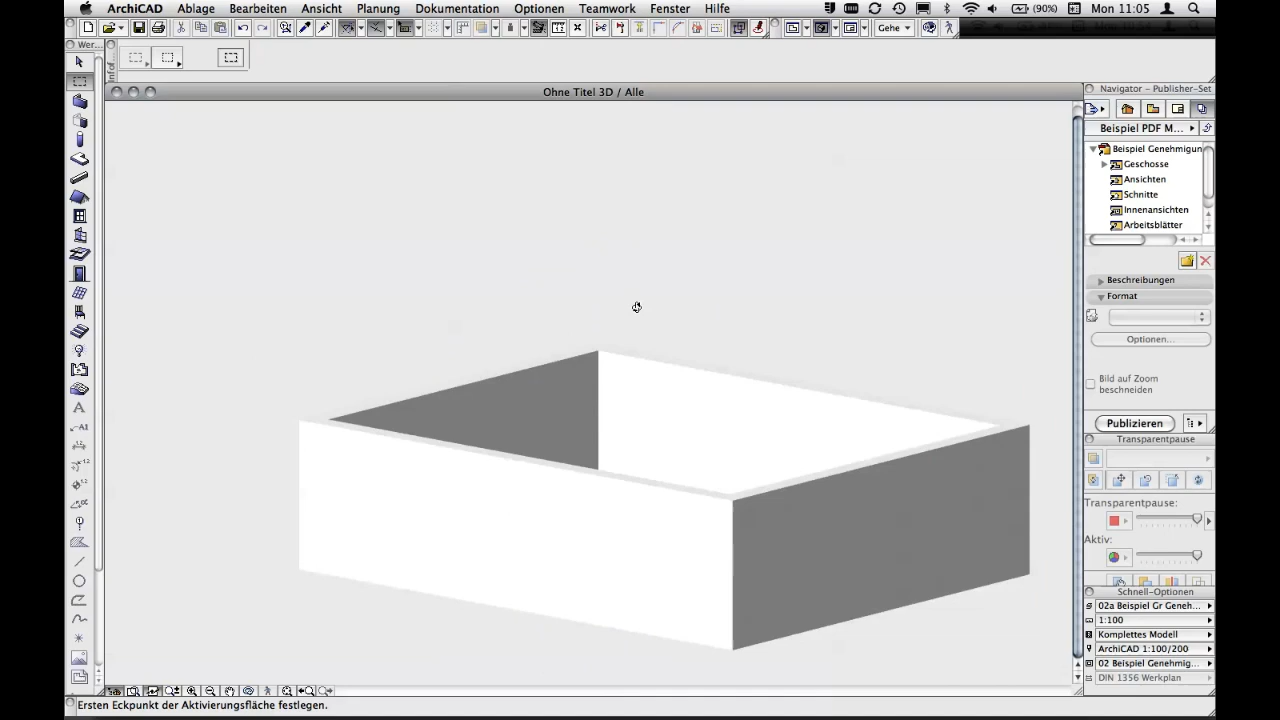 ArchiCAD Ablage Bearbeiten Ansicht Planung Dokumentation Optionen Teamwork Fenster Hilfe (90%) Mon 11:05
Gehe
Wer...
Infof...
Ohne Titel 3D / Alle
Navigator - Publisher-Set
Beispiel PDF M...
Beispiel Genehmigun
Geschosse
Ansichten
Schnitte
Innenansichten
Arbeitsblätter
Beschreibungen
Format
Optionen...
Bild auf Zoom
beschneiden
Publizieren
Transparentpause
Transparentpause:
Aktiv:
Schnell-Optionen
02a Beispiel Gr Geneh...
1:100
Komplettes Modell
ArchiCAD 1:100/200
02 Beispiel Genehmig...
DIN 1356 Werkplan
Ersten Eckpunkt der Aktivierungsfläche festlegen.